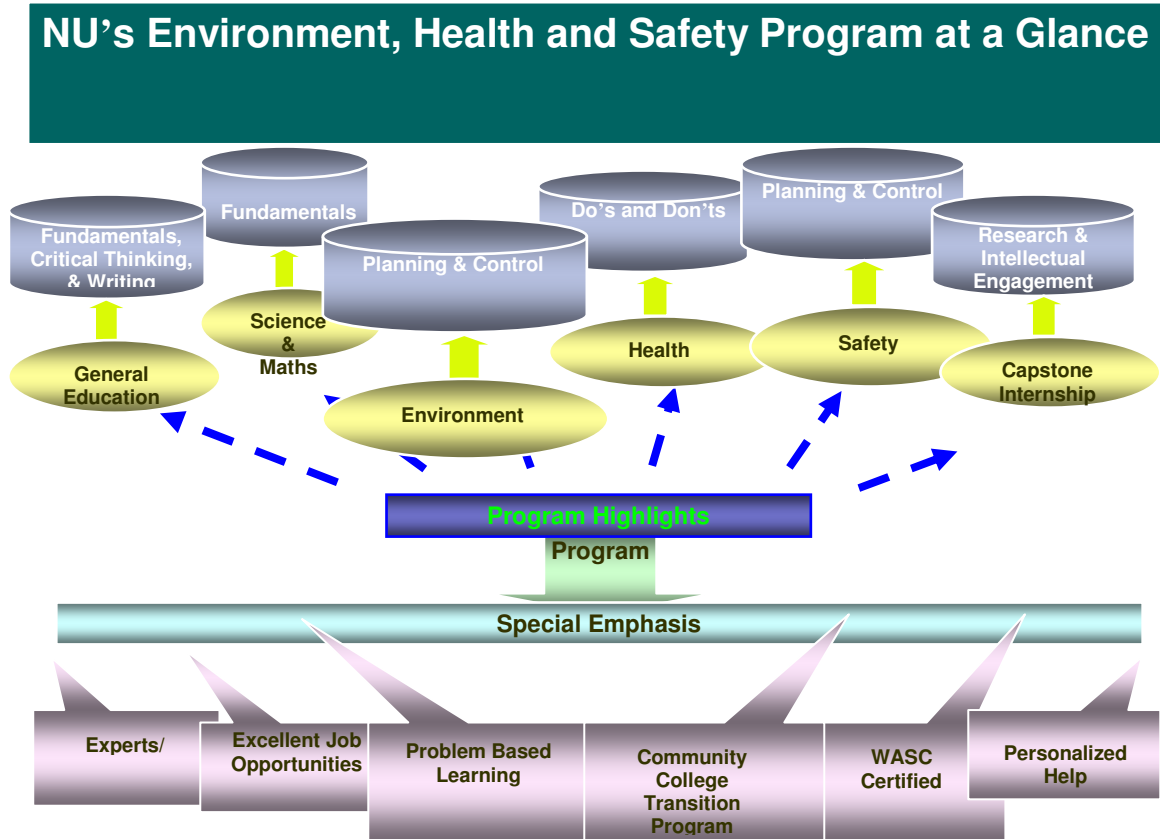 NU's Environment, Health and Safety Program at a Glance
Fundamentals,
Critical Thinking,
& Writing
Fundamentals
Planning & Control
Do's and Don'ts
Planning & Control
Research &
Intellectual
Engagement
General
Education
Science
&
Maths
Environment
Health
Safety
Capstone
Internship
Program Highlights
Program
Special Emphasis
Experts/
Excellent Job
Opportunities
Problem Based
Learning
Community
College
Transition
Program
WASC
Certified
Personalized
Help